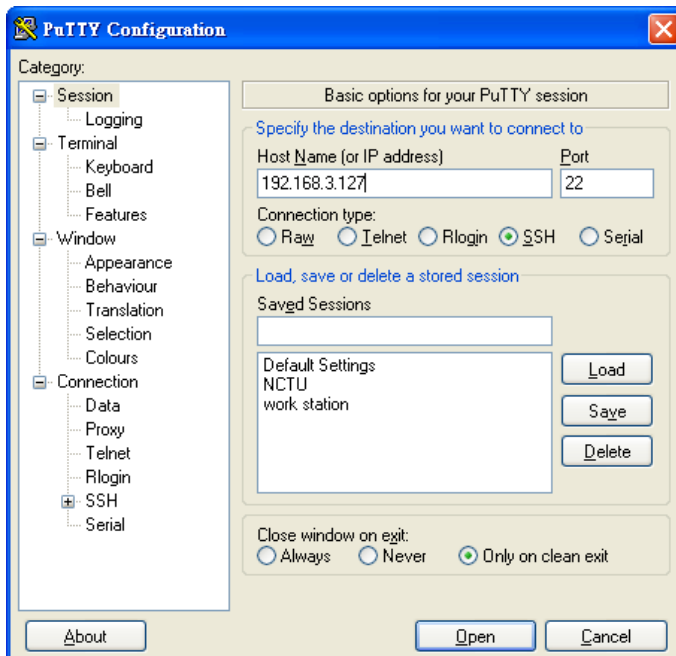 PuTTY Configuration
Category:
Session
Logging
Terminal
Keyboard
Bell
Features
Window
Appearance
Behaviour
Translation
Selection
Colours
Connection
Data
Proxy
Telnet
Rlogin
SSH
Serial
Basic options for your PuTTY session
Specify the destination you want to connect to
Host Name (or IP address) Port
192.168.3.127 22
Connection type:
Raw Telnet Rlogin SSH Serial
Load, save or delete a stored session
Saved Sessions
Default Settings
NCTU
work station
Load
Save
Delete
Close window on exit:
Always Never Only on clean exit
About Open Cancel